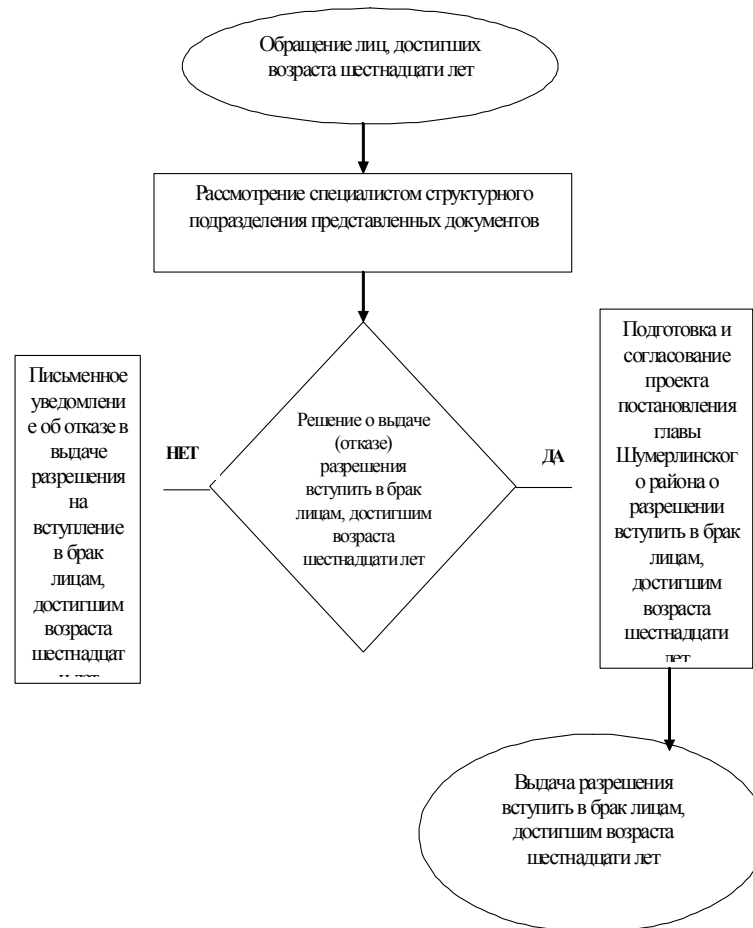 Обращение лиц, достигших
возраста шестнадцати лет
Рассмотрение специалистом структурного
подразделения представленных документов
Решение о выдаче
(отказе)
разрешения
вступить в брак
лицам, достигшим
возраста
шестнадцати лет
НЕТ
Письменное
уведомлени
е об отказе в
выдаче
разрешения
на
вступление
в брак
лицам,
достигшим
возраста
шестнадцат
и лет
ДА
Подготовка и
согласование
проекта
постановления
главы
Шумерлинског
о района о
разрешении
вступить в брак
лицам,
достигшим
возраста
шестнадцати
лет
Выдача разрешения
вступить в брак лицам,
достигшим возраста
шестнадцати лет